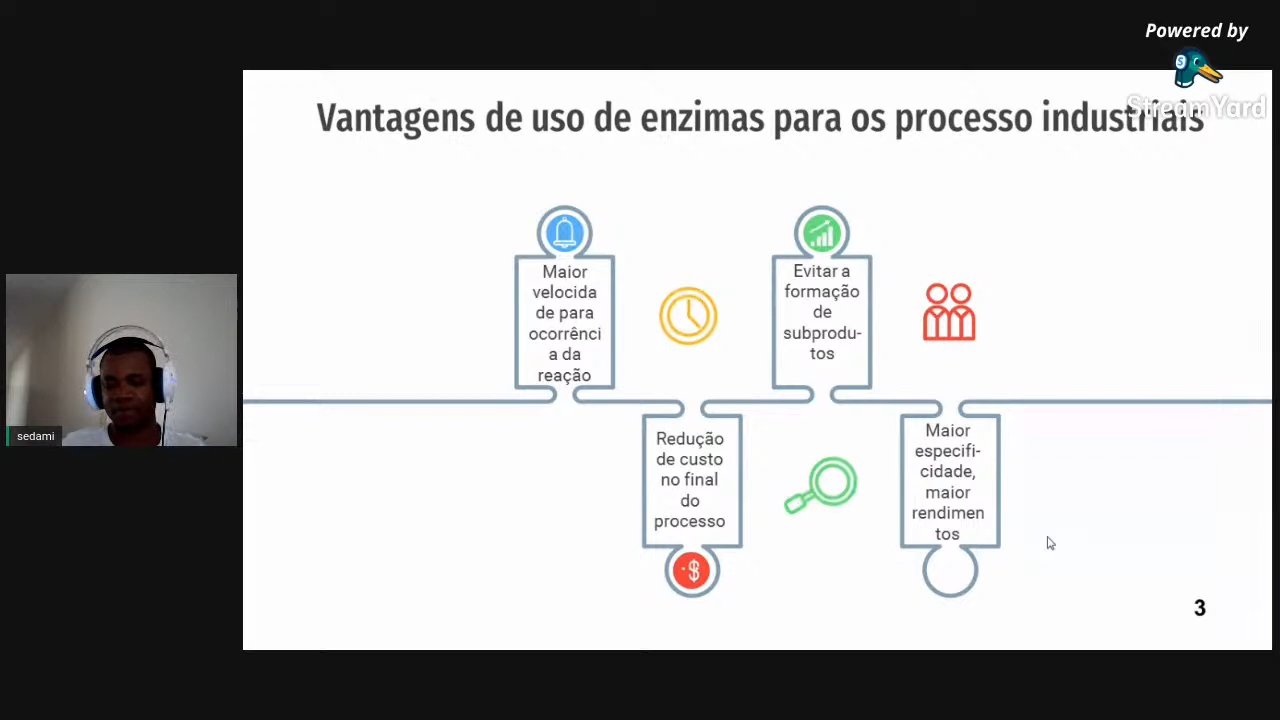 Powered by
StreamYard
Vantagens de uso de enzimas para os processo industriais
Maior
velocida
de para
ocorrênci
a da
reação
Evitar a
formação
de
subprodu-
tos
Redução
de custo
no final
do
processo
Maior
especifi-
cidade,
maior
rendimen
tos
sedami
3